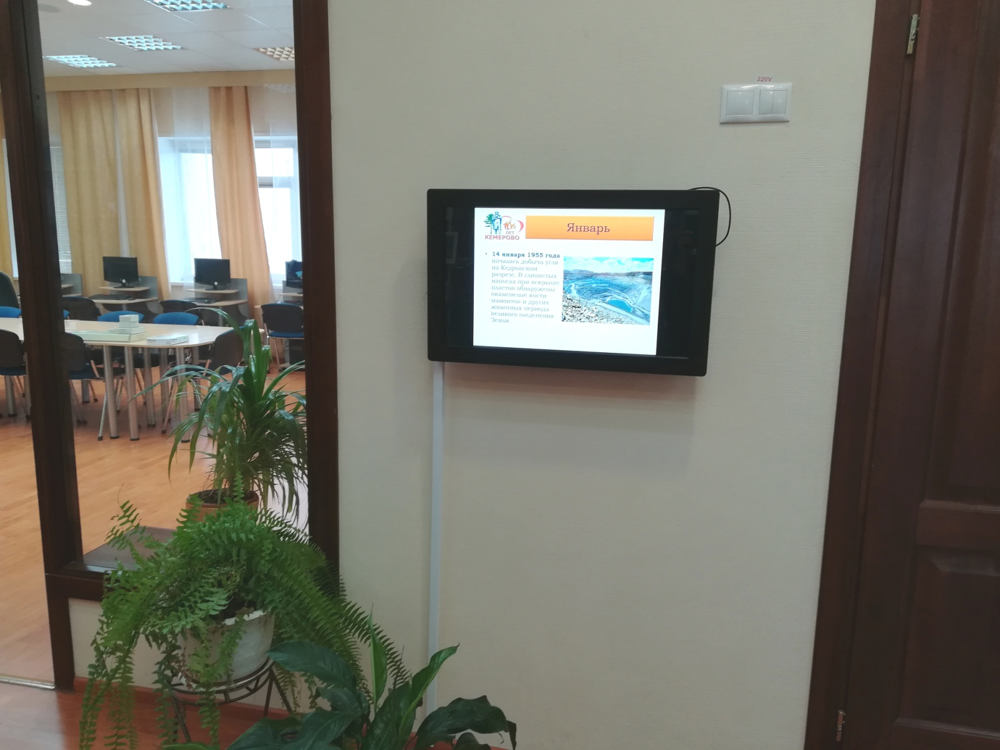 220V
Январь
ЛЕТ
КЕМЕРОВО
• 14 января 1955 года
началась добыча угля
на Кедровском
разрезе. В глинистых
наносах при вскрыше
пластов обнаружены
окаменелые кости
мамонтов и других
животных периода
великого оледенения
Земли.